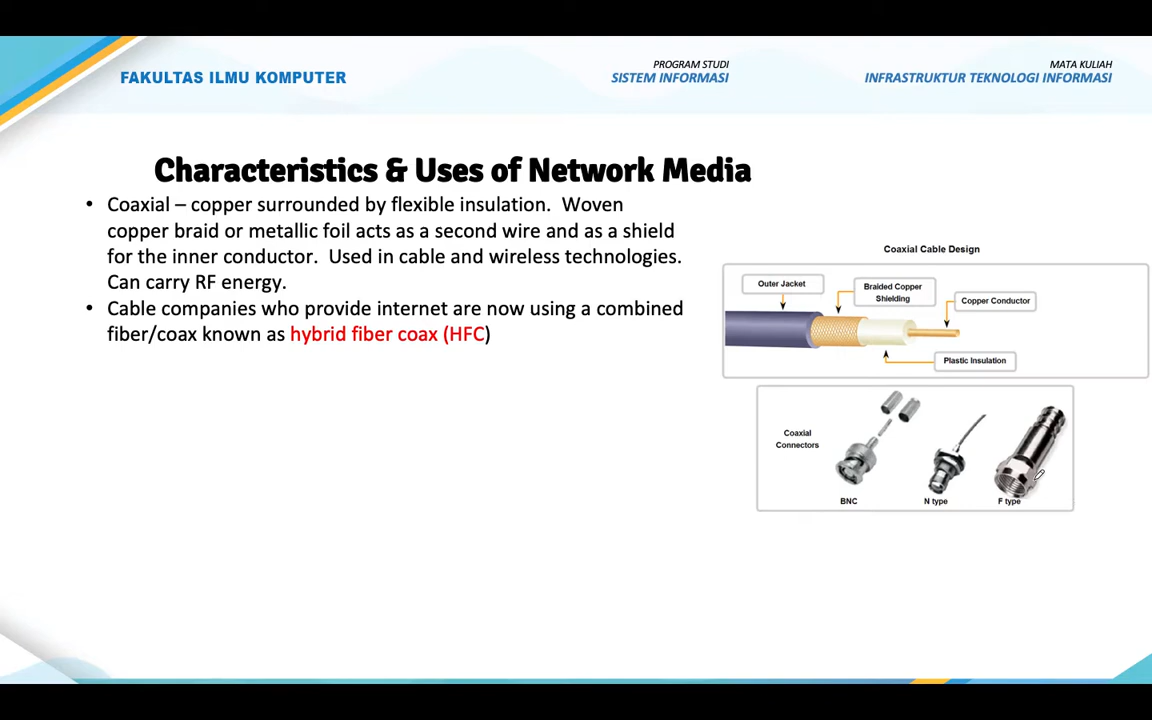 FAKULTAS ILMU KOMPUTER
PROGRAM STUDI
SISTEM INFORMASI
MATA KULIAH
INFRASTRUKTUR TEKNOLOGI INFORMASI
Characteristics & Uses of Network Media
• Coaxial – copper surrounded by flexible insulation. Woven
copper braid or metallic foil acts as a second wire and as a shield
for the inner conductor. Used in cable and wireless technologies.
Can carry RF energy.
• Cable companies who provide internet are now using a combined
fiber/coax known as hybrid fiber coax (HFC)
Coaxial Cable Design
Outer Jacket
Braided Copper
Shielding
Copper Conductor
Plastic Insulation
Coaxial
Connectors
BNC
N type
F type